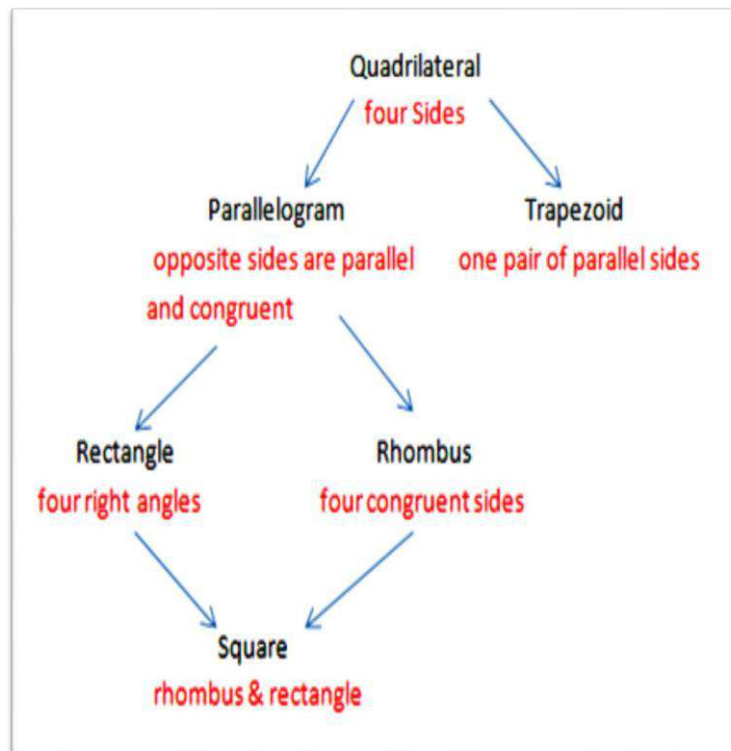 Quadrilateral
four Sides
Parallelogram
Trapezoid
opposite sides are parallel
and congruent
one pair of parallel sides
Rectangle
Rhombus
four right angles
four congruent sides
Square
rhombus & rectangle